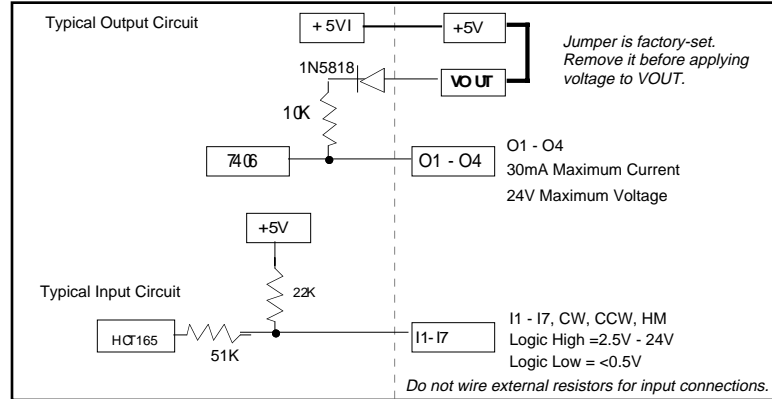 Typical Output Circuit
+ 5V I
+5V
Jumper is factory-set.
Remove it before applying
voltage to VOUT.
1N5818
VOUT
10K
7406
O1 - O4
O1 - O4
30mA Maximum Current
24V Maximum Voltage
+5V
Typical Input Circuit
22K
HCT165
51K
I1- I7
I1 - I7, CW, CCW, HM
Logic High =2.5V - 24V
Logic Low = <0.5V
Do not wire external resistors for input connections.